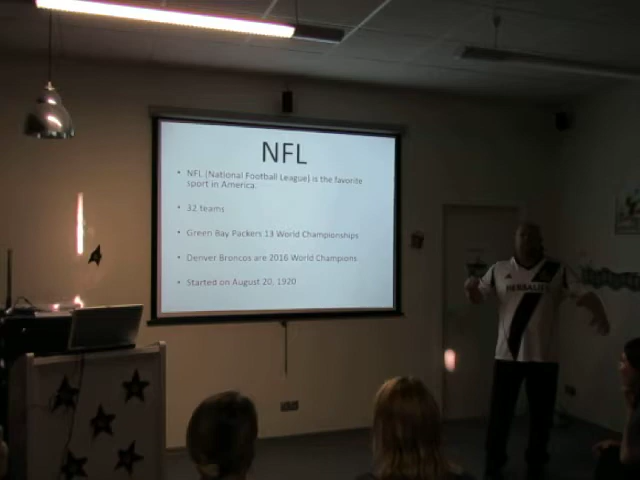 NFL
• NFL (National Football League) is the favorite
sport in America.
• 32 teams
• Green Bay Packers 13 World Championships
• Denver Broncos are 2016 World Champions
• Started on August 20, 1920
HERBALIFE